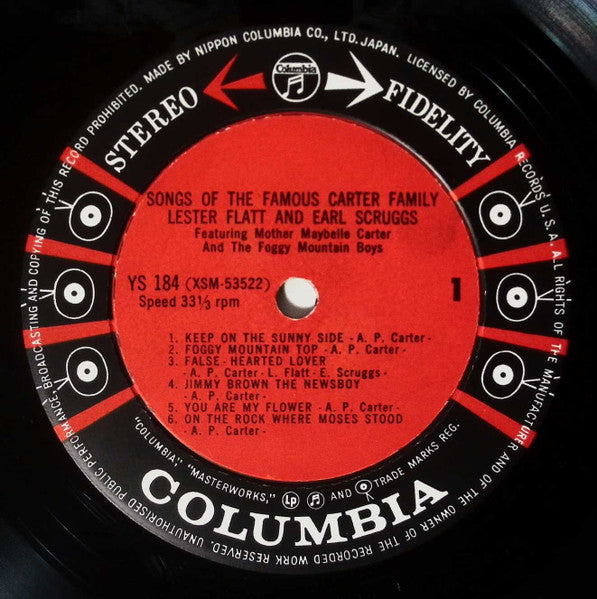 MADE BY NIPPON COLUMBIA CO., LTD. JAPAN. LICENSED BY COLUMBIA RECORDS U. S. A. ALL RIGHTS OF THE MANUFACTURER AND OF THE OWNER OF THE RECORDED WORK RESERVED. UNAUTHORISED PUBLIC PERFORMANCE, BROADCASTING AND COPYING OF THIS RECORD PROHIBITED.
STEREO
Columbia
FIDELITY
SONGS OF THE FAMOUS CARTER FAMILY
LESTER FLATT AND EARL SCRUGGS
Featuring Mother Maybelle Carter
And The Foggy Mountain Boys
YS 184 (XSM-53522)
Speed 33⅓ rpm
1
1. KEEP ON THE SUNNY SIDE - A. P. Carter -
2. FOGGY MOUNTAIN TOP - A. P. Carter -
3. FALSE - HEARTED LOVER
- A. P. Carter - L. Flatt - E. Scruggs -
4. JIMMY BROWN THE NEWSBOY
- A. P. Carter -
5. YOU ARE MY FLOWER - A. P. Carter -
6. ON THE ROCK WHERE MOSES STOOD
- A. P. Carter -
"COLUMBIA", "MASTERWORKS," Lp AND TRADE MARKS REG.
COLUMBIA